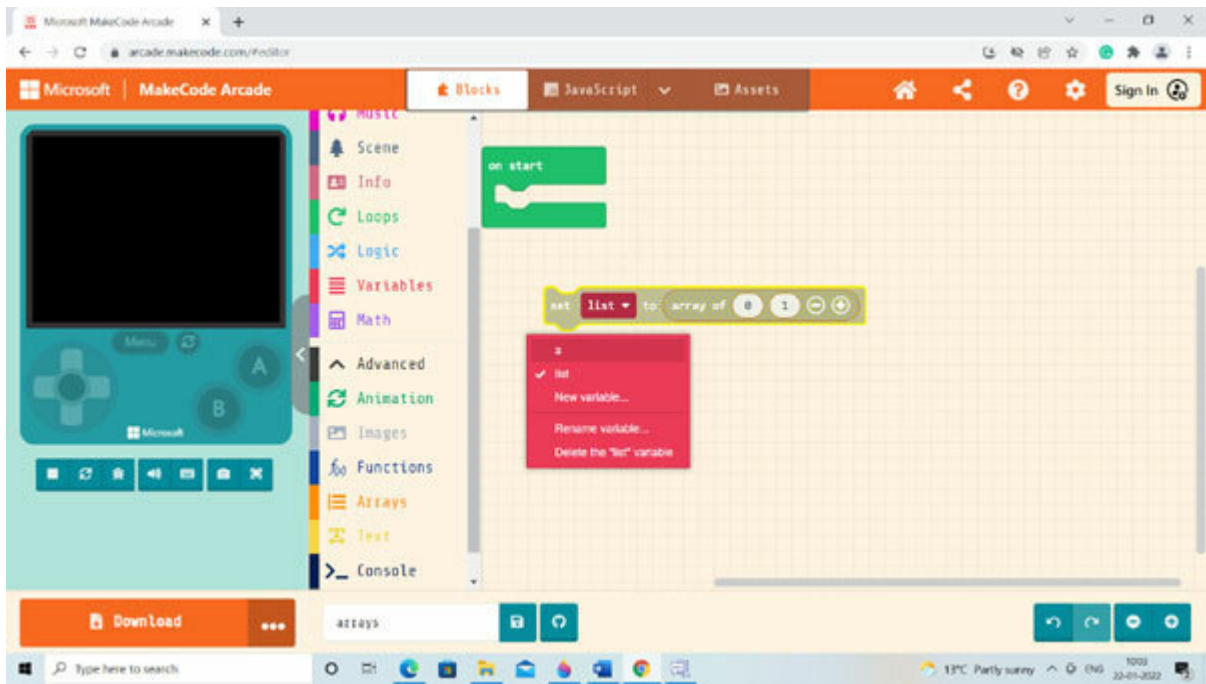 Microsoft MakeCode Arcade
arcade.makecode.com/#editor
Microsoft | MakeCode Arcade
Blocks
JavaScript
Assets
Sign In
Music
Scene
Info
Loops
Logic
Variables
Math
Advanced
Animation
Images
Functions
Arrays
Text
Console
on start
set list to array of 0 1
a
list
New variable...
Rename variable...
Delete the "list" variable
Menu
A
B
Microsoft
Download
arrays
Type here to search
13°C Partly sunny
ENG
1003
22-01-2022